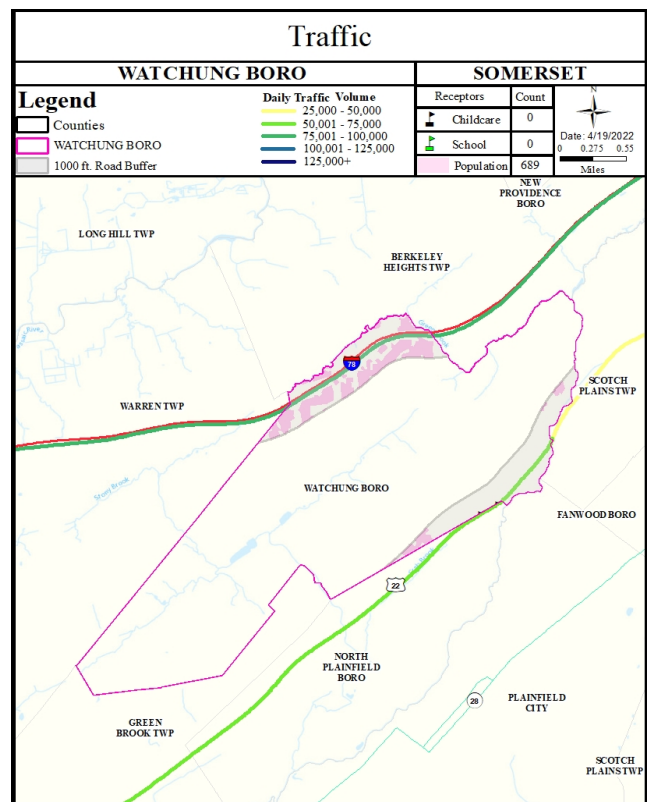 Traffic
WATCHUNG BORO
SOMERSET
Legend
Counties
WATCHUNG BORO
1000 ft. Road Buffer
Daily Traffic Volume
25,000 - 50,000
50,001 - 75,000
75,001 - 100,000
100,001 - 125,000
125,000+
Receptors Count
Childcare 0
School 0
Population 689
N
Date: 4/19/2022
0 0.275 0.55
Miles
NEW
PROVIDENCE
BORO
LONG HILL TWP
BERKELEY
HEIGHTS TWP
78
SCOTCH
PLAINS TWP
WARREN TWP
WATCHUNG BORO
FANWOOD BORO
22
NORTH
PLAINFIELD
BORO
28
PLAINFIELD
CITY
GREEN
BROOK TWP
SCOTCH
PLAINS TWP